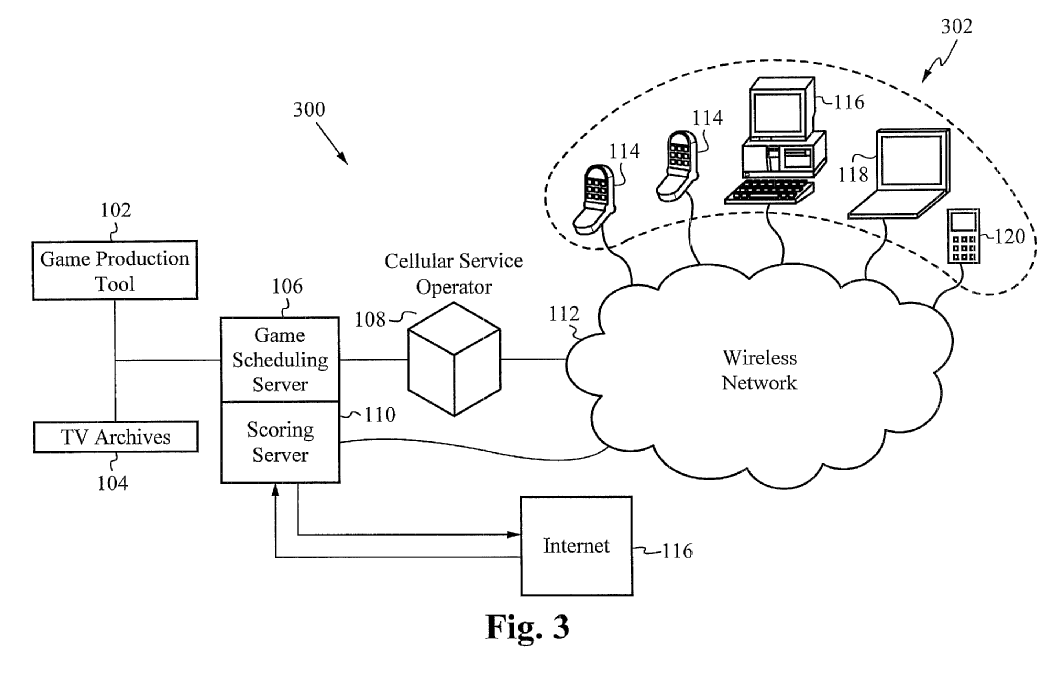 302
300
114
114
116
118
120
102
Game Production
Tool
106
Cellular Service
Operator
108
112
Game
Scheduling
Server
Wireless
Network
110
TV Archives
104
Scoring
Server
Internet
116
Fig. 3